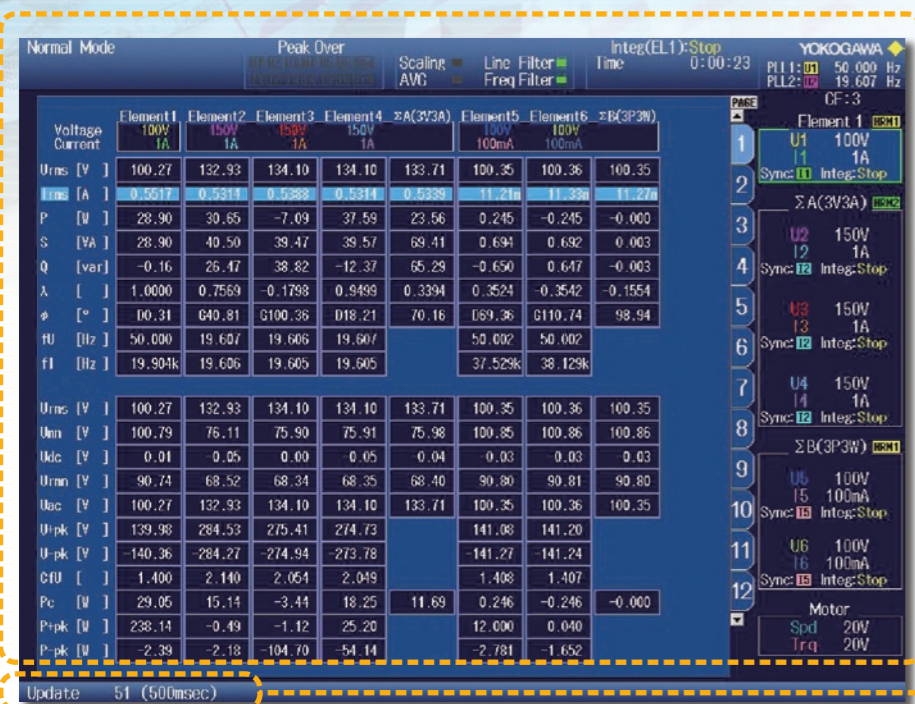 Normal Mode Peak Over Scaling Line Filter Integ(EL1):Stop YOKOGAWA
AVG Freq Filter Time 0:00:23 PLL1: U1 50.000 Hz
PLL2: 19.607 Hz
PAGE CF:3
Element1 Element2 Element3 Element4 ΣA(3V3A) Element5 Element6 ΣB(3P3W)
Voltage 100V 150V 150V 150V 100V 100V
Current 1A 1A 1A 1A 100mA 100mA
Urms [V ] 100.27 132.93 134.10 134.10 133.71 100.35 100.36 100.35
Irms [A ] 0.5517 0.5314 0.5388 0.5314 0.5339 11.21m 11.33m 11.27m
P [W ] 28.90 30.65 -7.09 37.59 23.56 0.245 -0.245 -0.000
S [VA ] 28.90 40.50 39.47 39.57 69.41 0.694 0.692 0.003
Q [var] -0.16 26.47 38.82 -12.37 65.29 -0.650 0.647 -0.003
λ [ ] 1.0000 0.7569 -0.1798 0.9499 0.3394 0.3524 -0.3542 -0.1554
φ [° ] D0.31 G40.81 G100.36 D18.21 70.16 D69.36 G110.74 98.94
fU [Hz ] 50.000 19.607 19.606 19.607 50.002 50.002
fI [Hz ] 19.904k 19.606 19.605 19.605 37.529k 38.129k
Urms [V ] 100.27 132.93 134.10 134.10 133.71 100.35 100.36 100.35
Umn [V ] 100.79 76.11 75.90 75.91 75.98 100.85 100.86 100.86
Udc [V ] 0.01 -0.05 0.00 -0.05 -0.04 -0.03 -0.03 -0.03
Urmn [V ] 90.74 68.52 68.34 68.35 68.40 90.80 90.81 90.80
Uac [V ] 100.27 132.93 134.10 134.10 133.71 100.35 100.36 100.35
U+pk [V ] 139.98 284.53 275.41 274.73 141.08 141.20
U-pk [V ] -140.36 -284.27 -274.94 -273.78 -141.27 -141.24
CfU [ ] 1.400 2.140 2.054 2.049 1.408 1.407
Pc [W ] 29.05 15.14 -3.44 18.25 11.69 0.246 -0.246 -0.000
P+pk [W ] 238.14 -0.49 -1.12 25.20 12.000 0.040
P-pk [W ] -2.39 -2.18 -104.70 -54.14 -2.781 -1.652
1
2
3
4
5
6
7
8
9
10
11
12
Element 1 HRM1
U1 100V
I1 1A
Sync: I1 Integ:Stop
ΣA(3V3A) HRM2
U2 150V
I2 1A
Sync: I2 Integ:Stop
U3 150V
I3 1A
Sync: I2 Integ:Stop
U4 150V
I4 1A
Sync: I2 Integ:Stop
ΣB(3P3W) HRM1
U5 100V
I5 100mA
Sync: I5 Integ:Stop
U6 100V
I6 100mA
Sync: I5 Integ:Stop
Motor
Spd 20V
Trq 20V
Update 51 (500msec)